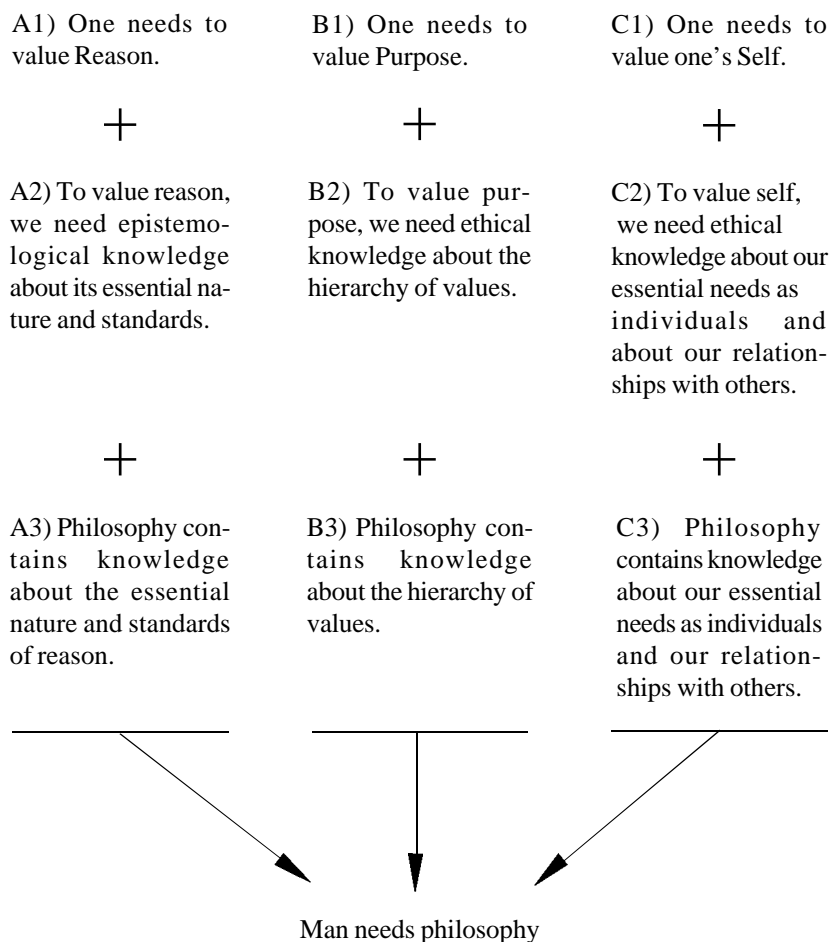 A1) One needs to
value Reason.
B1) One needs to
value Purpose.
C1) One needs to
value one’s Self.
+
+
+
A2) To value reason,
we need epistemo-
logical knowledge
about its essential na-
ture and standards.
B2) To value pur-
pose, we need ethical
knowledge about the
hierarchy of values.
C2) To value self,
we need ethical
knowledge about our
essential needs as
individuals and
about our relation-
ships with others.
+
+
+
A3) Philosophy con-
tains knowledge
about the essential
nature and standards
of reason.
B3) Philosophy con-
tains knowledge
about the hierarchy of
values.
C3) Philosophy
contains knowledge
about our essential
needs as individuals
and our relation-
ships with others.
Man needs philosophy